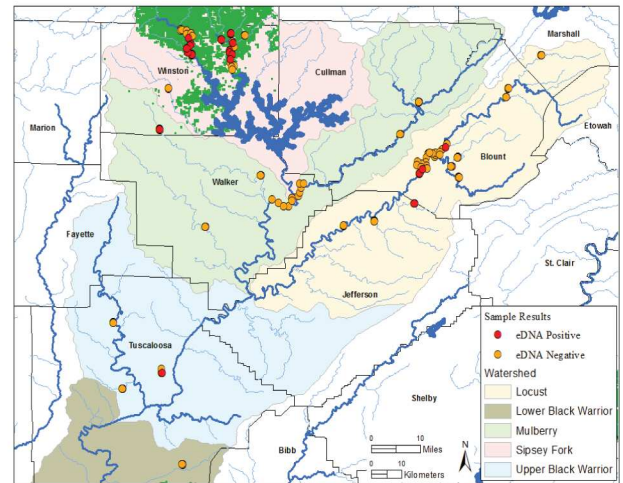 Marshall
Winston
Cullman
Marion
Etowah
Blount
Walker
Fayette
St. Clair
Jefferson
Sample Results
eDNA Positive
eDNA Negative
Watershed
Locust
Lower Black Warrior
Mulberry
Sipsey Fork
Upper Black Warrior
Tuscaloosa
Shelby
Bibb
0 10
Miles
0 10
Kilometers
N